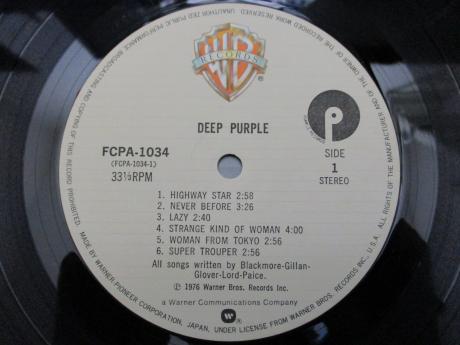 UNAUTHORIZED PUBLIC PERFORMANCE, BROADCASTING AND COPYING OF THIS RECORD PROHIBITED. ALL RIGHTS OF THE MANUFACTURER AND OF THE OWNER OF THE RECORDED WORK RESERVED.
WB
RECORDS
DEEP PURPLE
FCPA-1034
(FCPA-1034-1)
33⅓RPM
P
SIDE
1
STEREO
1. HIGHWAY STAR 2:58
2. NEVER BEFORE 3:26
3. LAZY 2:40
4. STRANGE KIND OF WOMAN 4:00
5. WOMAN FROM TOKYO 2:56
6. SUPER TROUPER 2:56
All songs written by Blackmore-Gillan-
Glover-Lord-Paice.
℗ 1976 Warner Bros. Records Inc.
a Warner Communications Company
W
MADE BY WARNER-PIONEER CORPORATION, JAPAN, UNDER LICENSE FROM WARNER BROS. RECORDS INC., U.S.A.